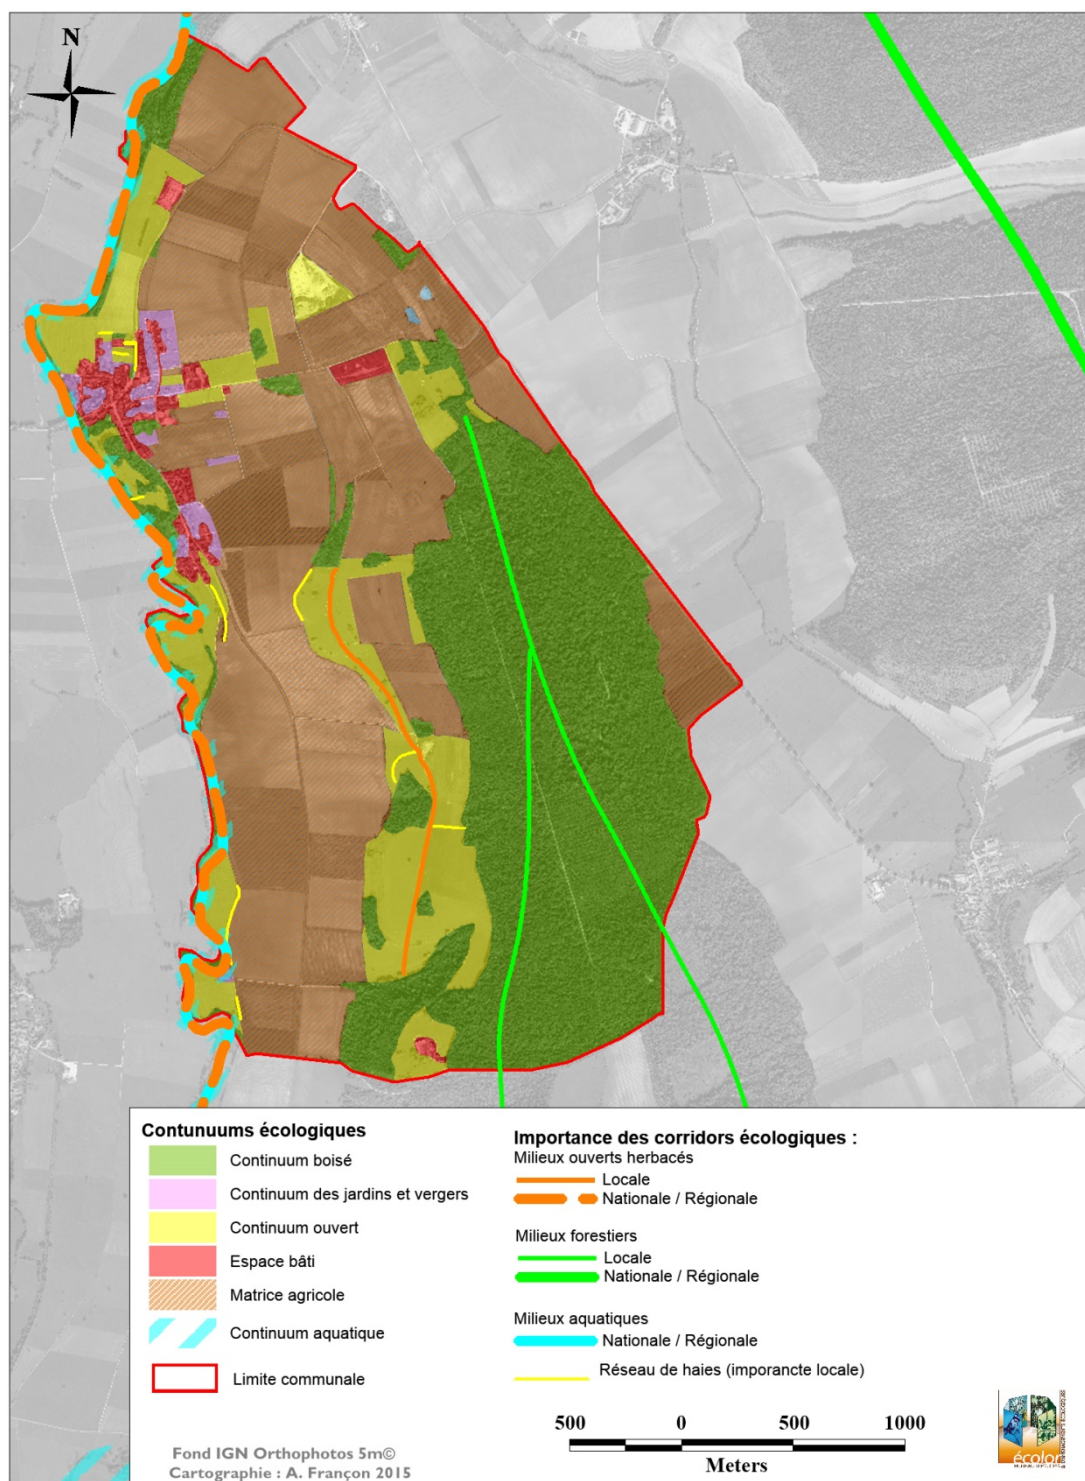 N
Contunuums écologiques
Continuum boisé
Continuum des jardins et vergers
Continuum ouvert
Espace bâti
Matrice agricole
Continuum aquatique
Limite communale
Importance des corridors écologiques :
Milieux ouverts herbacés
Locale
Nationale / Régionale
Milieux forestiers
Locale
Nationale / Régionale
Milieux aquatiques
Nationale / Régionale
Réseau de haies (imporancte locale)
500 0 500 1000
Meters
Fond IGN Orthophotos 5m©
Cartographie : A. Françon 2015
écolor